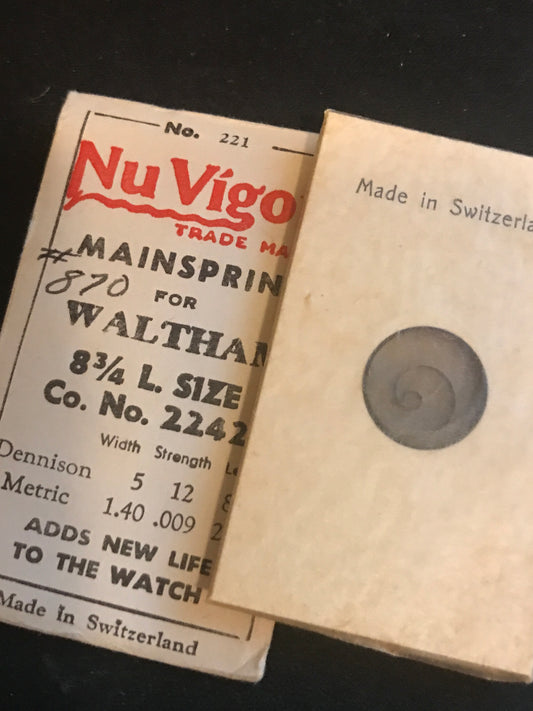 No. 221
Nu Vigo
TRADE MA
MAINSPRIN
# 870
FOR
WALTHAM
8¾ L. SIZE
Co. No. 2242
Width Strength L
Dennison 5 12
Metric 1.40 .009 2
ADDS NEW LIFE
TO THE WATCH
Made in Switzerland
Made in Switzerla